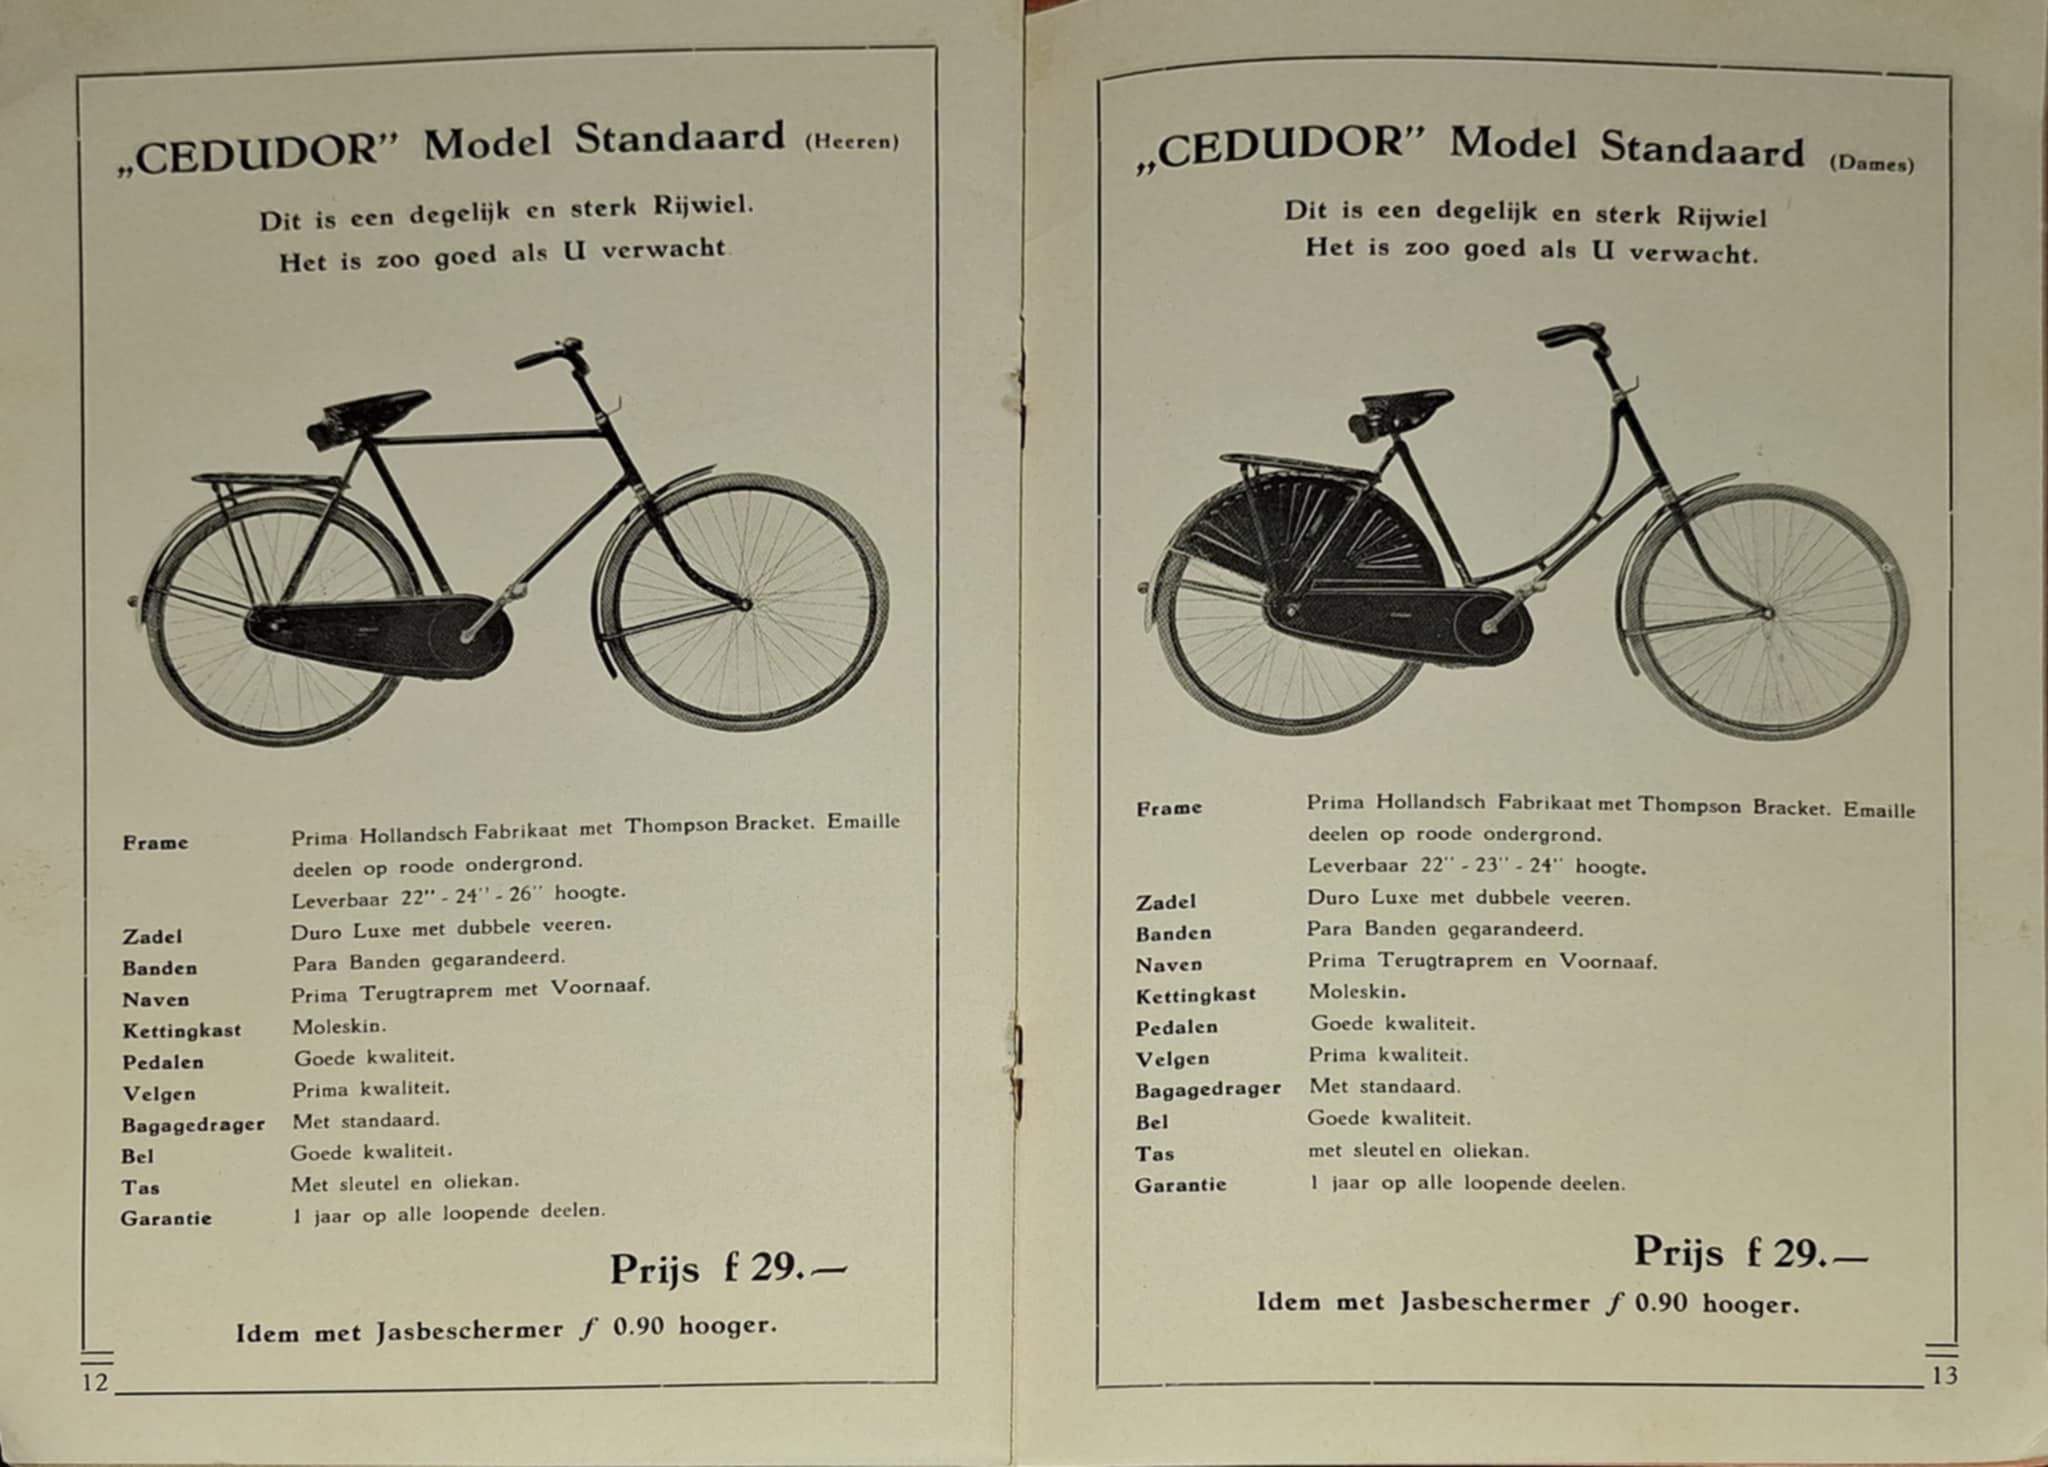 „CEDUDOR” Model Standaard (Heeren)
Dit is een degelijk en sterk Rijwiel.
Het is zoo goed als U verwacht.
Frame Prima Hollandsch Fabrikaat met Thompson Bracket. Emaille
deelen op roode ondergrond.
Leverbaar 22" - 24" - 26" hoogte.
Zadel Duro Luxe met dubbele veeren.
Banden Para Banden gegarandeerd.
Naven Prima Terugtraprem met Voornaaf.
Kettingkast Moleskin.
Pedalen Goede kwaliteit.
Velgen Prima kwaliteit.
Bagagedrager Met standaard.
Bel Goede kwaliteit.
Tas Met sleutel en oliekan.
Garantie 1 jaar op alle loopende deelen.
Prijs f 29.—
Idem met Jasbeschermer f 0.90 hooger.
12
„CEDUDOR” Model Standaard (Dames)
Dit is een degelijk en sterk Rijwiel
Het is zoo goed als U verwacht.
Frame Prima Hollandsch Fabrikaat met Thompson Bracket. Emaille
deelen op roode ondergrond.
Leverbaar 22" - 23" - 24" hoogte.
Zadel Duro Luxe met dubbele veeren.
Banden Para Banden gegarandeerd.
Naven Prima Terugtraprem en Voornaaf.
Kettingkast Moleskin.
Pedalen Goede kwaliteit.
Velgen Prima kwaliteit.
Bagagedrager Met standaard.
Bel Goede kwaliteit.
Tas met sleutel en oliekan.
Garantie 1 jaar op alle loopende deelen.
Prijs f 29.—
Idem met Jasbeschermer f 0.90 hooger.
13